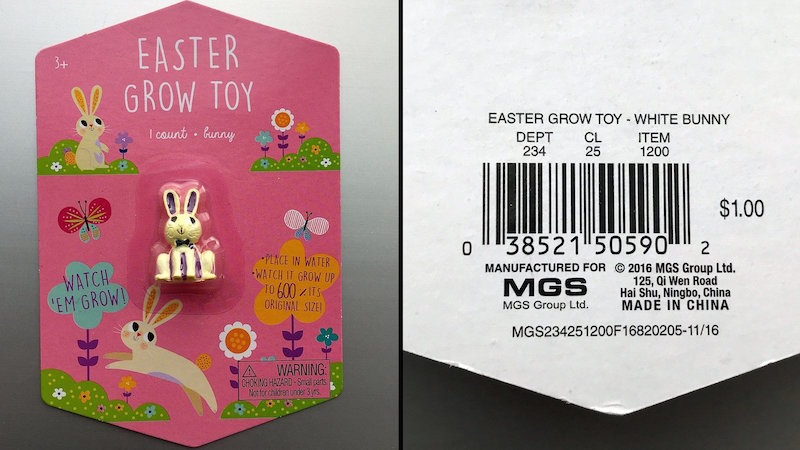 3+
EASTER
GROW TOY
1 count • bunny
•PLACE IN WATER
•WATCH IT GROW UP
TO 600% ITS
ORIGINAL SIZE!
WATCH
'EM GROW!
WARNING:
CHOKING HAZARD - Small parts.
Not for children under 3 yrs.
EASTER GROW TOY - WHITE BUNNY
DEPT CL ITEM
234 25 1200
$1.00
0 38521 50590 2
MANUFACTURED FOR
MGS
MGS Group Ltd.
© 2016 MGS Group Ltd.
125, Qi Wen Road
Hai Shu, Ningbo, China
MADE IN CHINA
MGS234251200F16820205-11/16